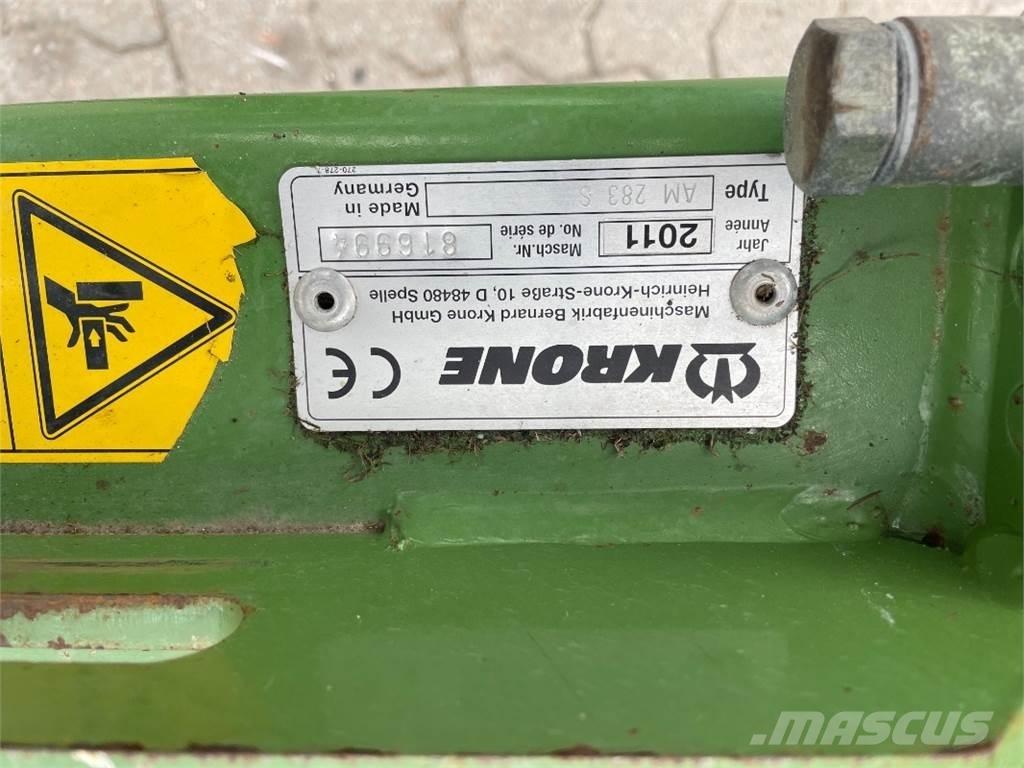 KRONE CE
Maschinenfabrik Bernard Krone GmbH
Heinrich-Krone-Straße 10, D 48480 Spelle
Jahr
Année 2011 Masch.Nr.
No. de série 816994
Type AM 283 S Made in
Germany
MASCUS